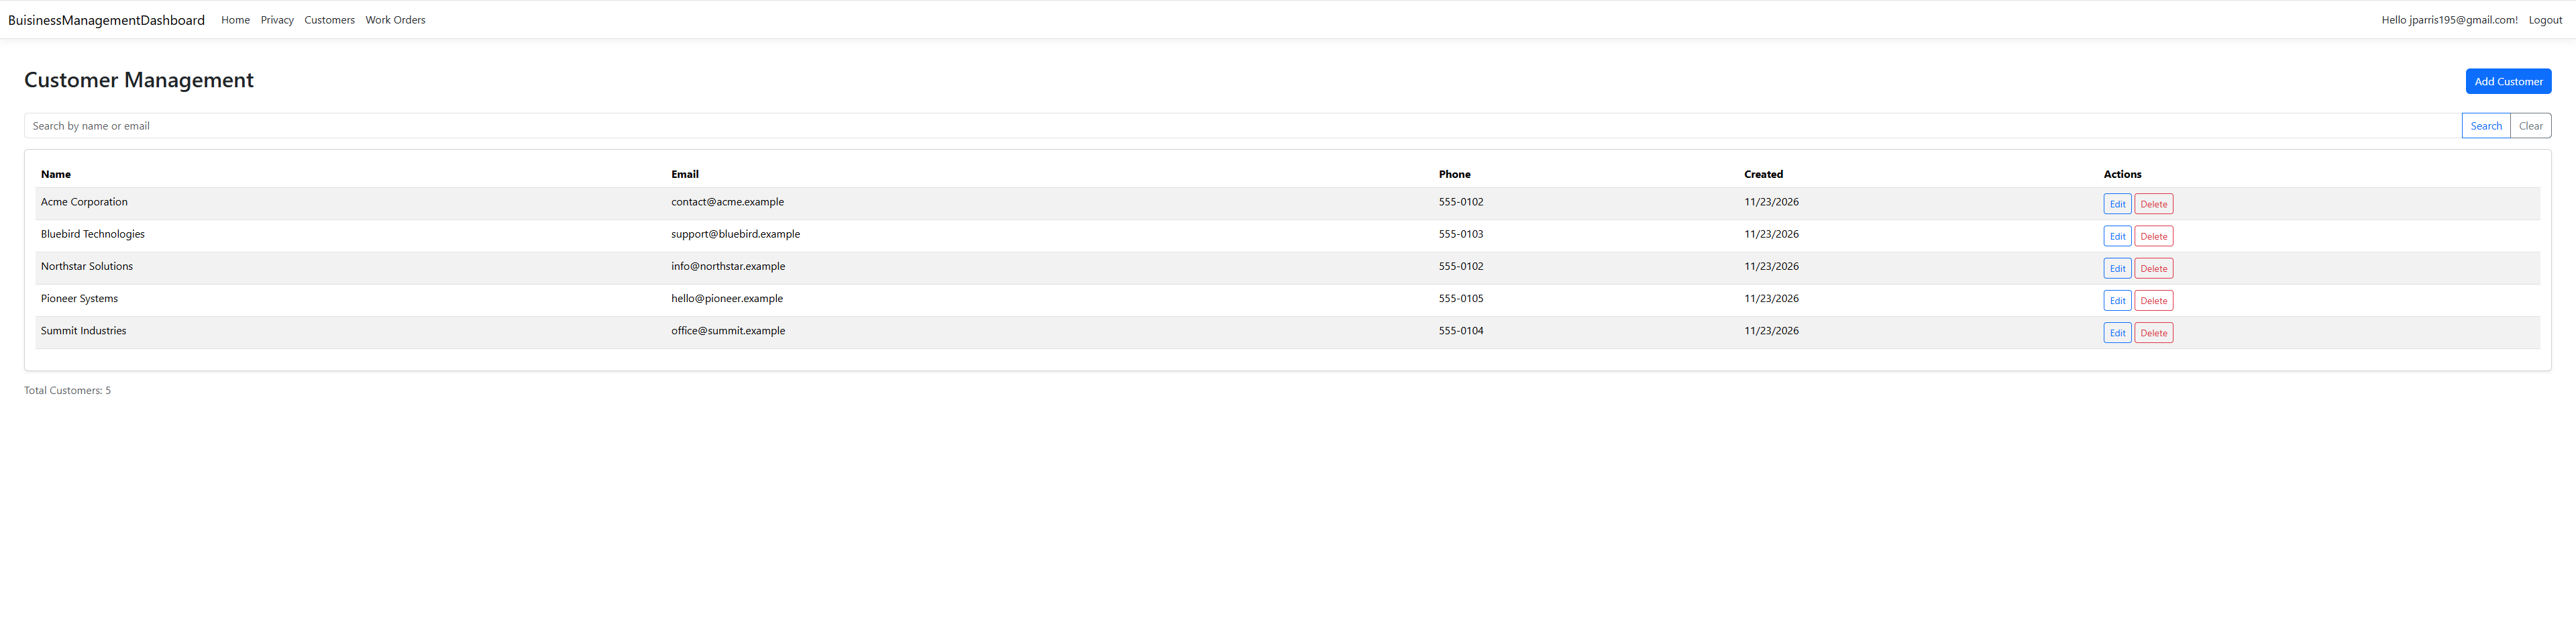 BuisinessManagementDashboard Home Privacy Customers Work Orders Hello jparris195@gmail.com! Logout
Customer Management Add Customer
Search by name or email Search Clear
Name Email Phone Created Actions
Acme Corporation contact@acme.example 555-0102 11/23/2026 Edit Delete
Bluebird Technologies support@bluebird.example 555-0103 11/23/2026 Edit Delete
Northstar Solutions info@northstar.example 555-0102 11/23/2026 Edit Delete
Pioneer Systems hello@pioneer.example 555-0105 11/23/2026 Edit Delete
Summit Industries office@summit.example 555-0104 11/23/2026 Edit Delete
Total Customers: 5